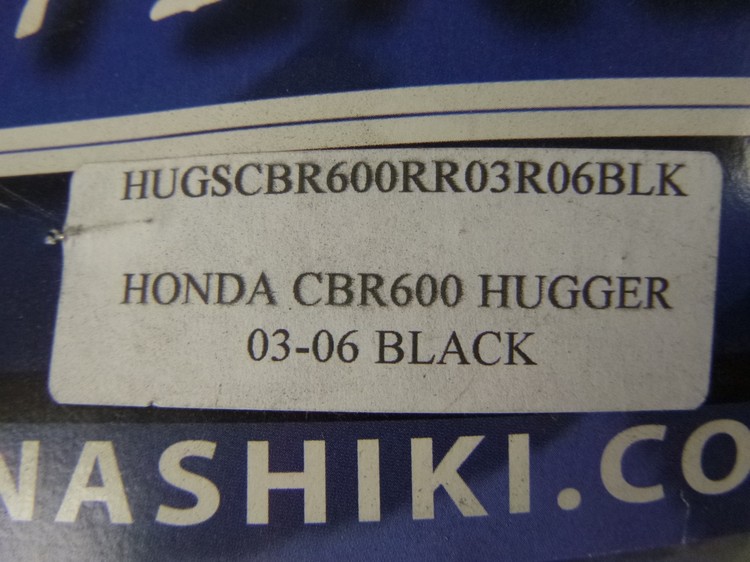 HUGSCBR600RR03R06BLK
HONDA CBR600 HUGGER
03-06 BLACK
NASHIKI.CO